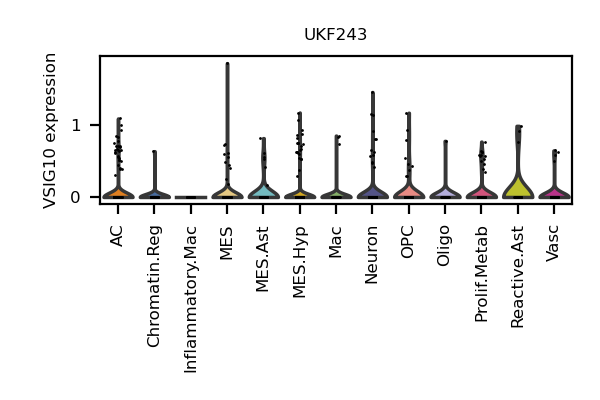 UKF243
VSIG10 expression
1
0
AC
Chromatin.Reg
Inflammatory.Mac
MES
MES.Ast
MES.Hyp
Mac
Neuron
OPC
Oligo
Prolif.Metab
Reactive.Ast
Vasc